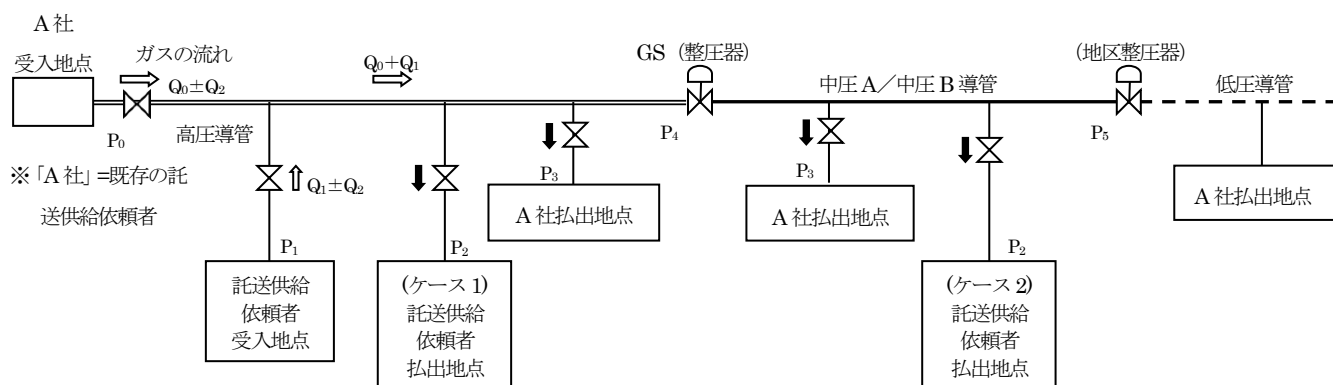 A社
受入地点
ガスの流れ
Q₀±Q₂
Q₀±Q₁
GS（整圧器）
（地区整圧器）
中圧A／中圧B導管
低圧導管
P₀
高圧導管
P₄
P₅
※「A社」=既存の託
送供給依頼者
Q₁±Q₂
P₃
A社払出地点
P₃
A社払出地点
A社払出地点
P₁
託送供給
依頼者
受入地点
P₂
(ケース1)
託送供給
依頼者
払出地点
P₂
(ケース2)
託送供給
依頼者
払出地点